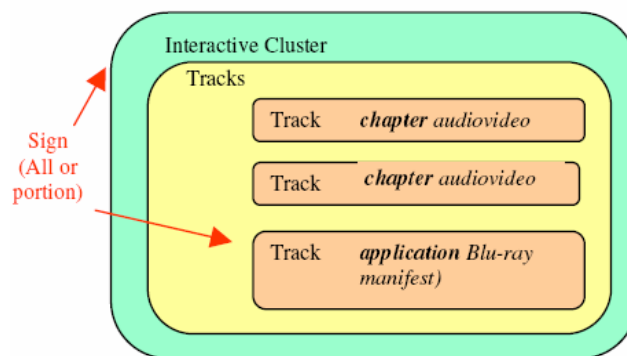 Interactive Cluster
Tracks
Track chapter audiovideo
Sign
(All or
portion)
Track chapter audiovideo
Track application Blu-ray
manifest)